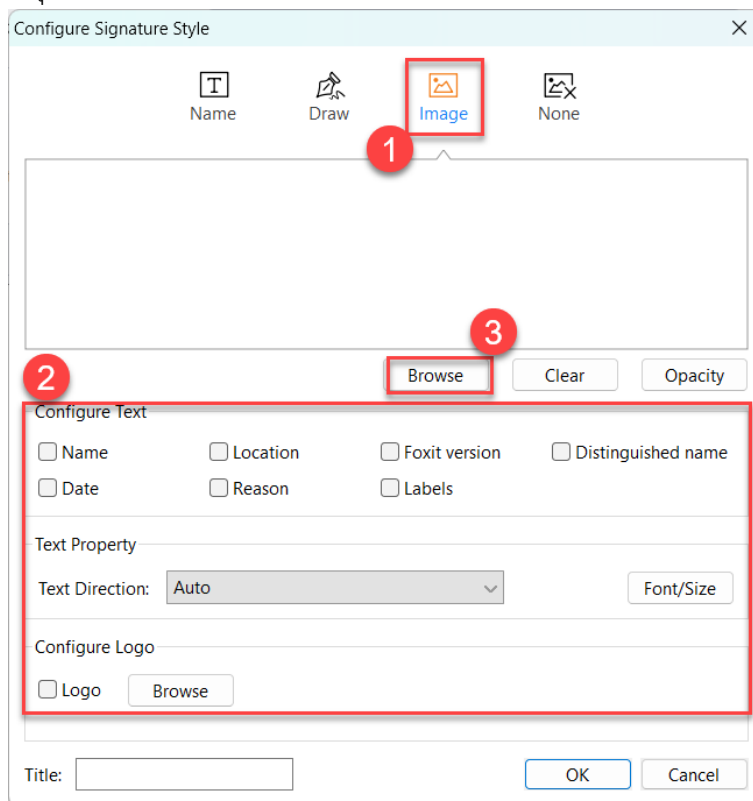 Configure Signature Style
Name Draw Image None
1
3
Browse Clear Opacity
2
Configure Text
Name Location Foxit version Distinguished name
Date Reason Labels
Text Property
Text Direction: Auto Font/Size
Configure Logo
Logo Browse
Title: OK Cancel